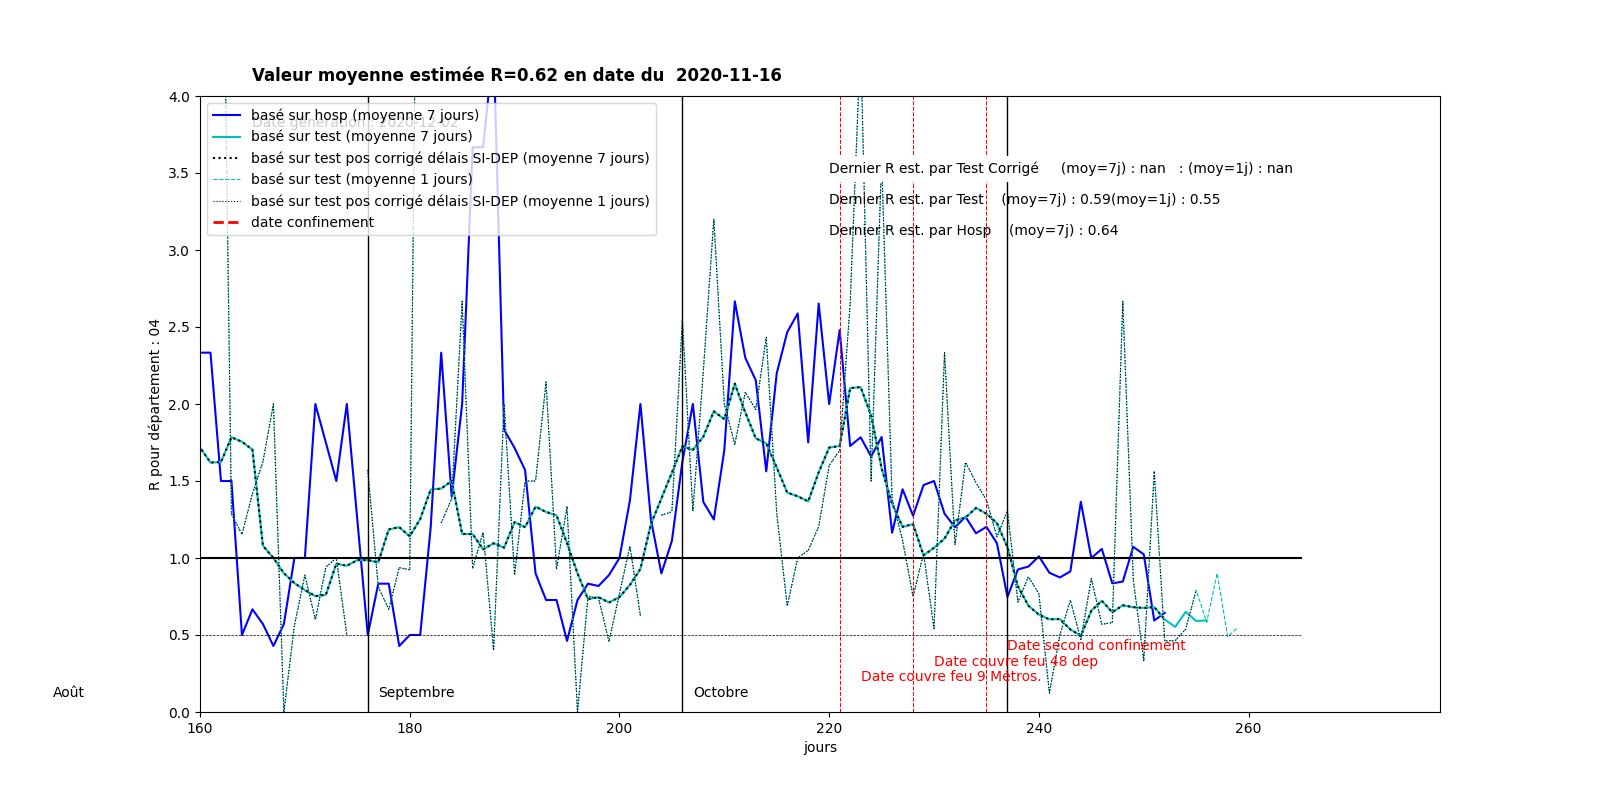 Valeur moyenne estimée R=0.62 en date du 2020-11-16
4.0
3.5
3.0
2.5
2.0
1.5
1.0
0.5
0.0
R pour département : 04
basé sur hosp (moyenne 7 jours)
Date génération : 2020-12-02
basé sur test (moyenne 7 jours)
basé sur test pos corrigé délais SI-DEP (moyenne 7 jours)
basé sur test (moyenne 1 jours)
basé sur test pos corrigé délais SI-DEP (moyenne 1 jours)
date confinement
Dernier R est. par Test Corrigé (moy=7j) : nan : (moy=1j) : nan
Dernier R est. par Test (moy=7j) : 0.59(moy=1j) : 0.55
Dernier R est. par Hosp (moy=7j) : 0.64
Date second confinement
Date couvre feu 48 dep
Date couvre feu 9 Métros.
Août
Septembre
Octobre
160
180
200
220
240
260
jours